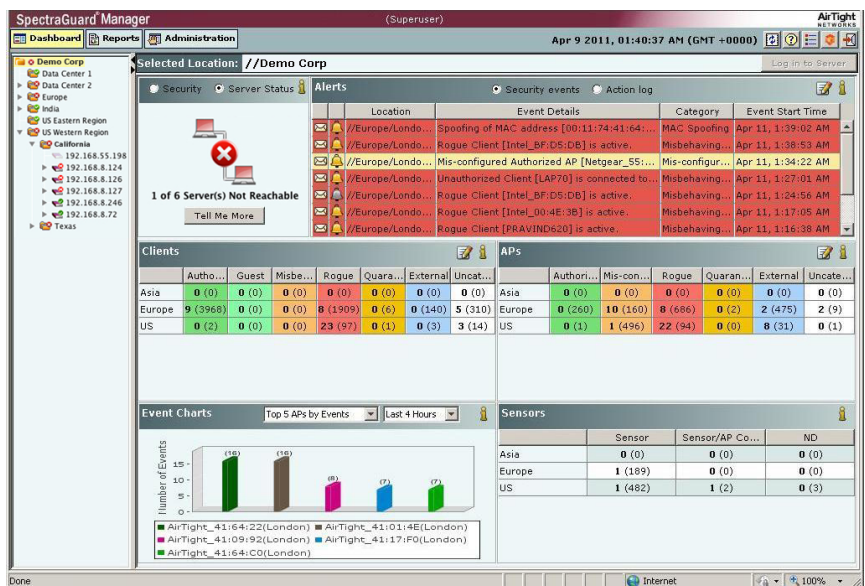 SpectraGuard Manager
(Superuser)
AirTight
NETWORKS
Dashboard Reports Administration
Apr 9 2011, 01:40:37 AM (GMT +0000)
Demo Corp
Data Center 1
Data Center 2
Europe
India
US Eastern Region
US Western Region
California
192.168.55.198
192.168.8.124
192.168.8.126
192.168.8.127
192.168.8.246
192.168.8.72
Texas
Selected Location: //Demo Corp
Log in to Server
Security Server Status
1 of 6 Server(s) Not Reachable
Tell Me More
Alerts Security events Action log
Location Event Details Category Event Start Time
//Europe/Londo... Spoofing of MAC address [00:11:74:41:64:... MAC Spoofing Apr 11, 1:39:02 AM
//Europe/Londo... Rogue Client [Intel_BF:D5:DB] is active. Misbehaving... Apr 11, 1:38:53 AM
//Europe/Londo... Mis-configured Authorized AP [Netgear_55:... Mis-configur... Apr 11, 1:34:22 AM
//Europe/Londo... Unauthorized Client [LAP70] is connected to... Misbehaving... Apr 11, 1:27:01 AM
//Europe/Londo... Rogue Client [Intel_BF:D5:DB] is active. Misbehaving... Apr 11, 1:24:56 AM
//Europe/Londo... Rogue Client [Intel_00:4E:3B] is active. Misbehaving... Apr 11, 1:17:05 AM
//Europe/Londo... Rogue Client [PRAVIND620] is active. Misbehaving... Apr 11, 1:16:38 AM
Clients
Autho... Guest Misbe... Rogue Quara... External Uncat...
Asia 0 (0) 0 (0) 0 (0) 0 (0) 0 (0) 0 (0) 0 (0)
Europe 9 (3968) 0 (0) 0 (0) 8 (1909) 0 (6) 0 (140) 5 (310)
US 0 (2) 0 (0) 0 (0) 23 (97) 0 (1) 0 (3) 3 (14)
APs
Authori... Mis-con... Rogue Quaran... External Uncate...
Asia 0 (0) 0 (0) 0 (0) 0 (0) 0 (0) 0 (0)
Europe 0 (260) 10 (160) 8 (686) 0 (2) 2 (475) 2 (9)
US 0 (1) 1 (496) 22 (94) 0 (0) 8 (31) 0 (1)
Event Charts Top 5 APs by Events Last 4 Hours
Number of Events
15
10
5
0
(16) (16) (8) (7) (7)
AirTight_41:64:22(London) AirTight_41:01:4E(London)
AirTight_41:09:92(London) AirTight_41:17:F0(London)
AirTight_41:64:C0(London)
Sensors
Sensor Sensor/AP Co... ND
Asia 0 (0) 0 (0) 0 (0)
Europe 1 (189) 0 (0) 0 (0)
US 1 (482) 1 (2) 0 (3)
Done Internet 100%